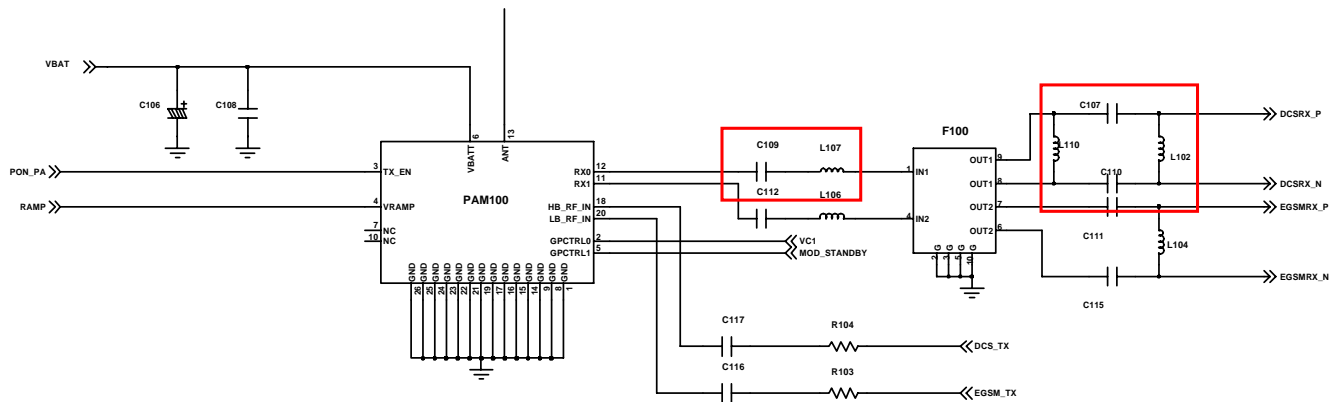 VBAT
C106
+
C108
6
13
VBATT
ANT
PON_PA
3
TX_EN
RAMP
4
VRAMP
7
NC
10
NC
PAM100
RX0
12
RX1
11
HB_RF_IN
18
LB_RF_IN
20
GPCTRL0
2
GPCTRL1
5
VC1
MOD_STANDBY
GND GND GND GND GND GND GND GND GND GND GND GND GND GND
26 25 24 23 22 21 19 17 16 15 14 9 8 1
C109
L107
C112
L106
F100
1
IN1
4
IN2
OUT1
9
OUT1
8
OUT2
7
OUT2
6
G G G G
2 3 5 10
C107
L110
L102
C110
C111
L104
C115
DCSRX_P
DCSRX_N
EGSMRX_P
EGSMRX_N
C117
R104
DCS_TX
C116
R103
EGSM_TX